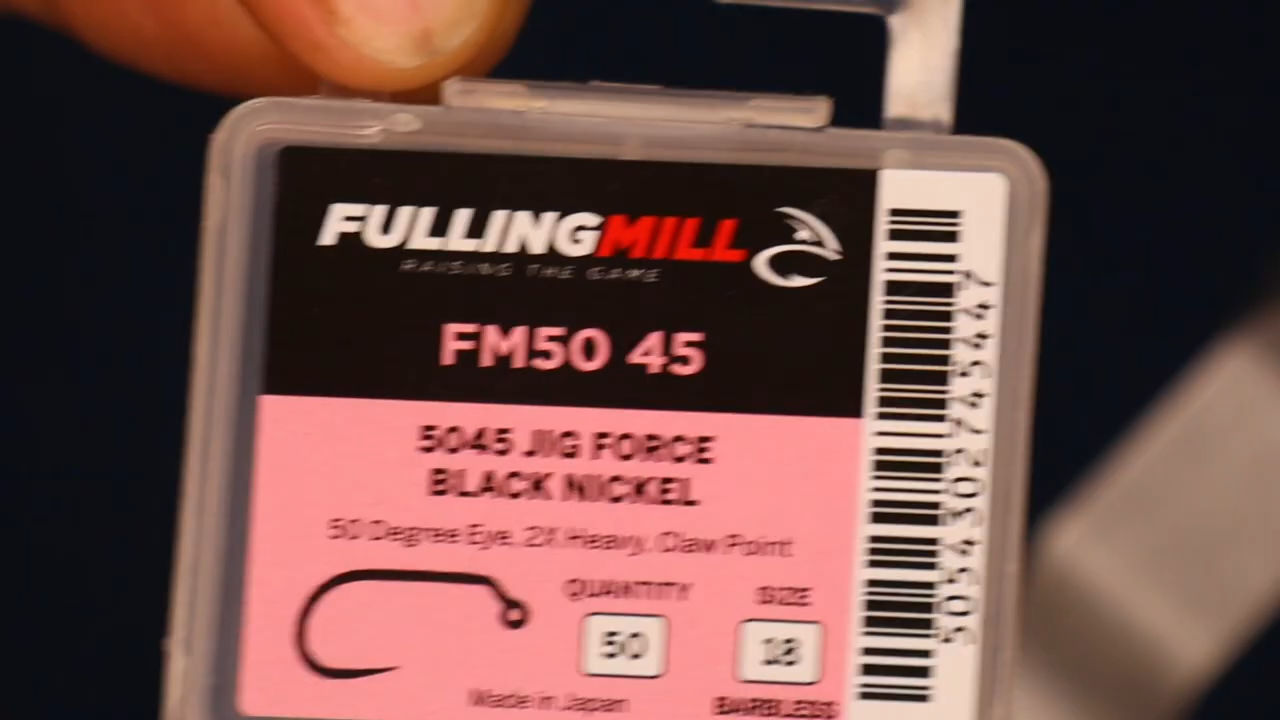 FULLINGMILL
RAISING THE GAME
FM50 45
5045 JIG FORCE
BLACK NICKEL
50 Degree Eye, 2X Heavy, Claw Point
QUANTITY
SIZE
50
18
Made in Japan
BARBLESS